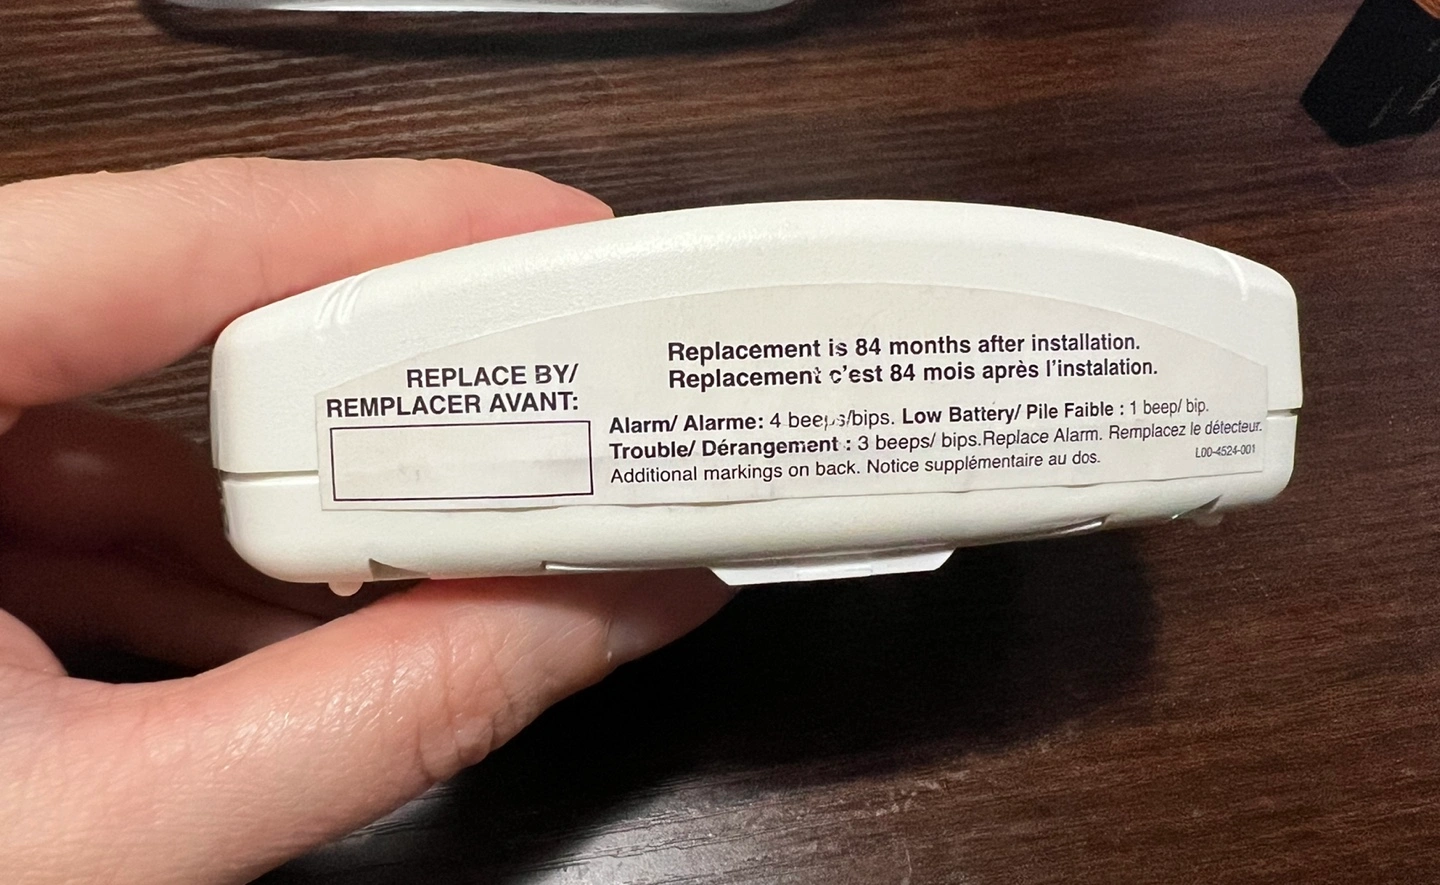 REPLACE BY/
REMPLACER AVANT:
Replacement is 84 months after installation.
Replacement c'est 84 mois après l'instalation.
Alarm/ Alarme: 4 beeps/bips. Low Battery/ Pile Faible : 1 beep/ bip.
Trouble/ Dérangement : 3 beeps/ bips.Replace Alarm. Remplacez le détecteur.
Additional markings on back. Notice supplémentaire au dos.
L00-4524-001